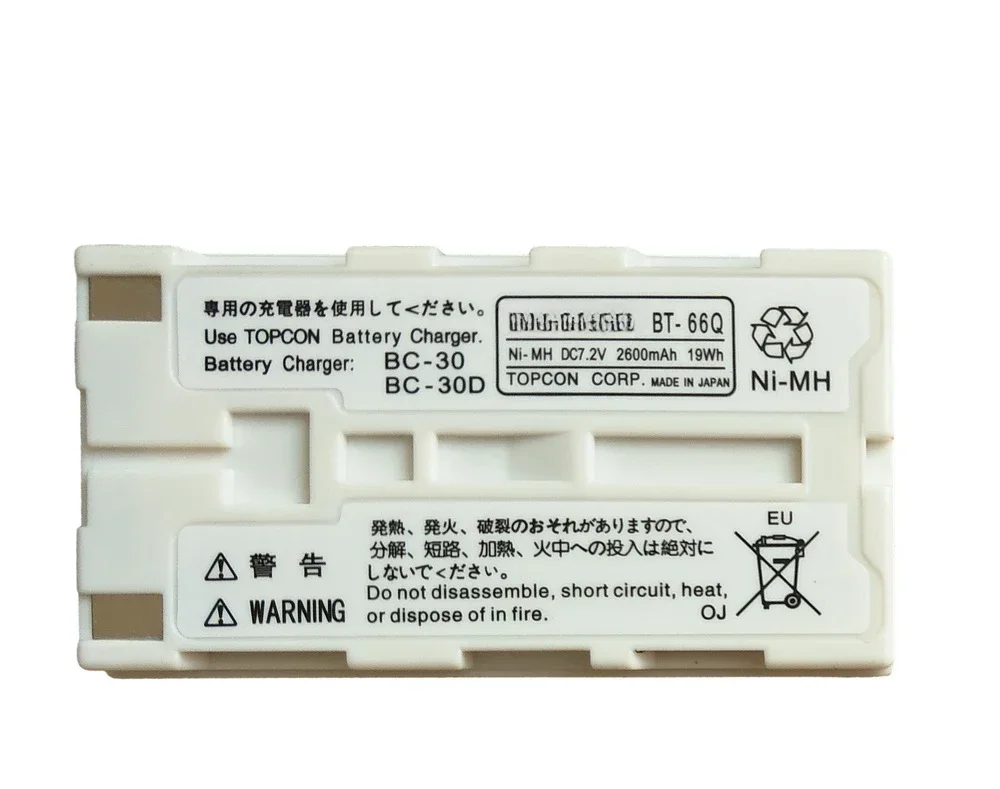 専用の充電器を使用してください。
Use TOPCON Battery Charger.
Battery Charger: BC-30
BC-30D
BT-66Q
Ni-MH DC7.2V 2600mAh 19Wh
TOPCON CORP. MADE IN JAPAN
Ni-MH
警告
WARNING
発熱、発火、破裂のおそれがありますので、
分解、短路、加熱、火中への投入は絶対に
しないでください。
Do not disassemble, short circuit, heat,
or dispose of in fire.
EU
OJ